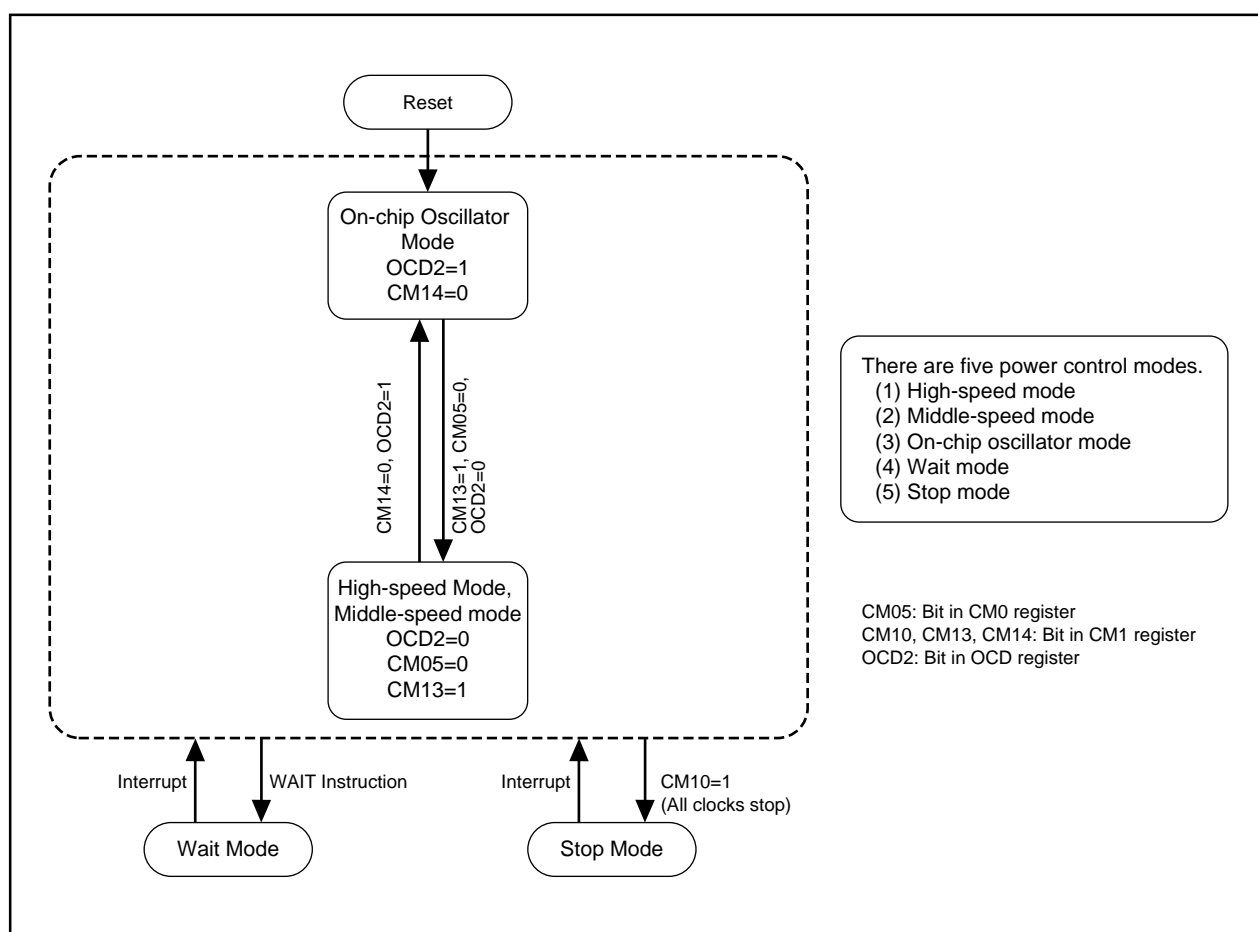 Reset
On-chip Oscillator
Mode
OCD2=1
CM14=0
CM14=0, OCD2=1
CM13=1, CM05=0,
OCD2=0
High-speed Mode,
Middle-speed mode
OCD2=0
CM05=0
CM13=1
There are five power control modes.
(1) High-speed mode
(2) Middle-speed mode
(3) On-chip oscillator mode
(4) Wait mode
(5) Stop mode
CM05: Bit in CM0 register
CM10, CM13, CM14: Bit in CM1 register
OCD2: Bit in OCD register
Interrupt
WAIT Instruction
Interrupt
CM10=1
(All clocks stop)
Wait Mode
Stop Mode